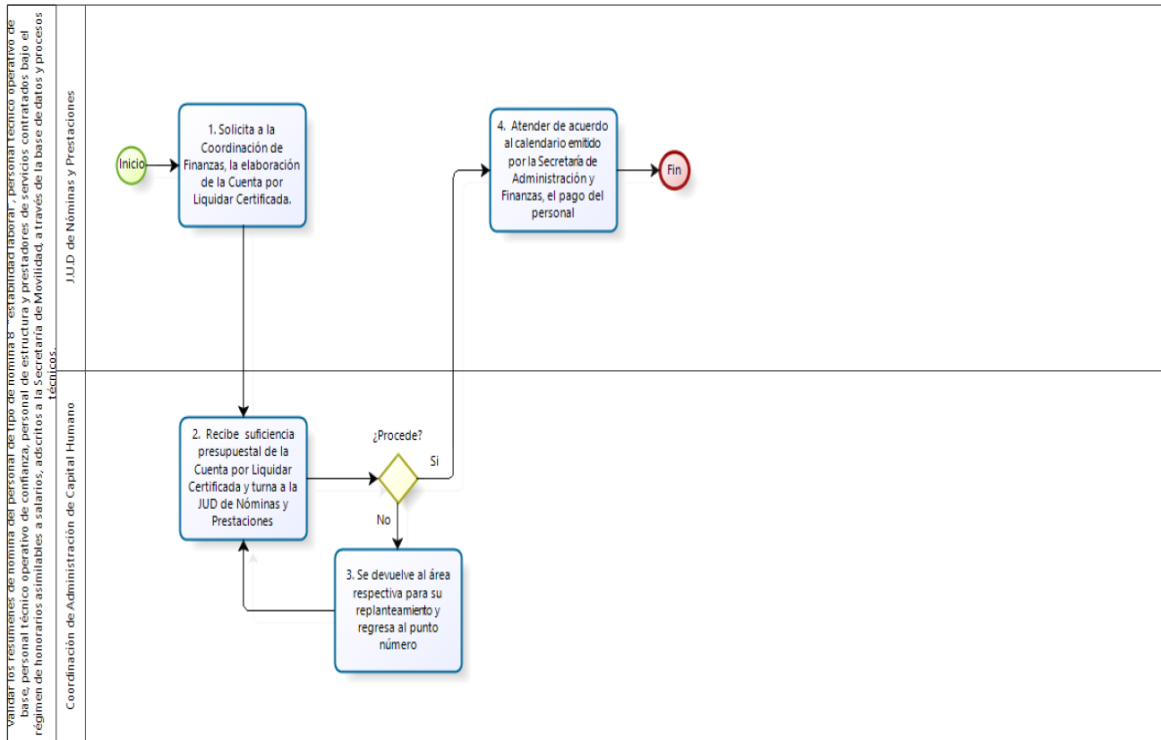 Validar los resúmenes de nómina del personal de tipo de nómina 8 "estabilidad laboral", personal técnico operativo de
base, personal técnico operativo de confianza, personal de estructura y prestadores de servicios contratados bajo el
régimen de honorarios asimilables a salarios, adscritos a la Secretaría de Movilidad, a través de la base de datos y procesos
técnicos.
J.U.D de Nóminas y Prestaciones
Inicio
1. Solicita a la
Coordinación de
Finanzas, la elaboración
de la Cuenta por
Liquidar Certificada.
4. Atender de acuerdo
al calendario emitido
por la Secretaría de
Administración y
Finanzas, el pago del
personal
Fin
Coordinación de Administración de Capital Humano
2. Recibe suficiencia
presupuestal de la
Cuenta por Liquidar
Certificada y turna a la
JUD de Nóminas y
Prestaciones
¿Procede?
Si
No
3. Se devuelve al área
respectiva para su
replanteamiento y
regresa al punto
número